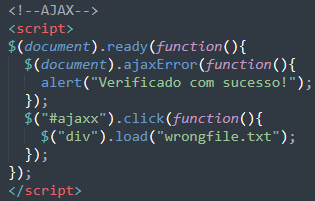 <!--AJAX-->
<script>
$(document).ready(function(){
  $(document).ajaxError(function(){
    alert("Verificado com sucesso!");
  });
  $("#ajaxx").click(function(){
    $("div").load("wrongfile.txt");
  });
});
</script>